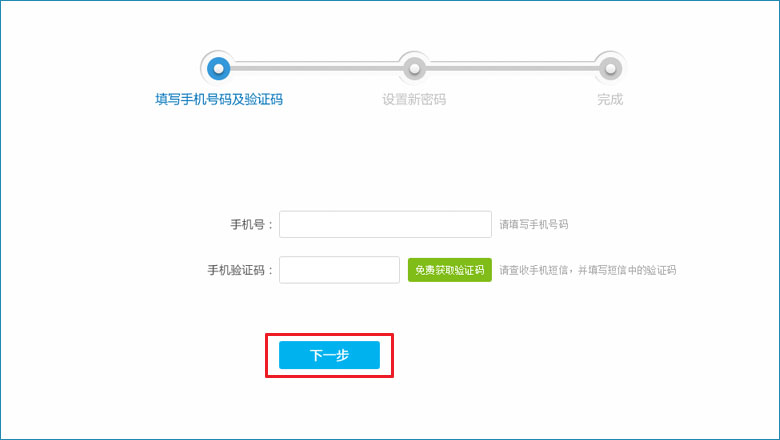 填写手机号码及验证码 设置新密码 完成
手机号： 请填写手机号码
手机验证码： 免费获取验证码 请查收手机短信，并填写短信中的验证码
下一步